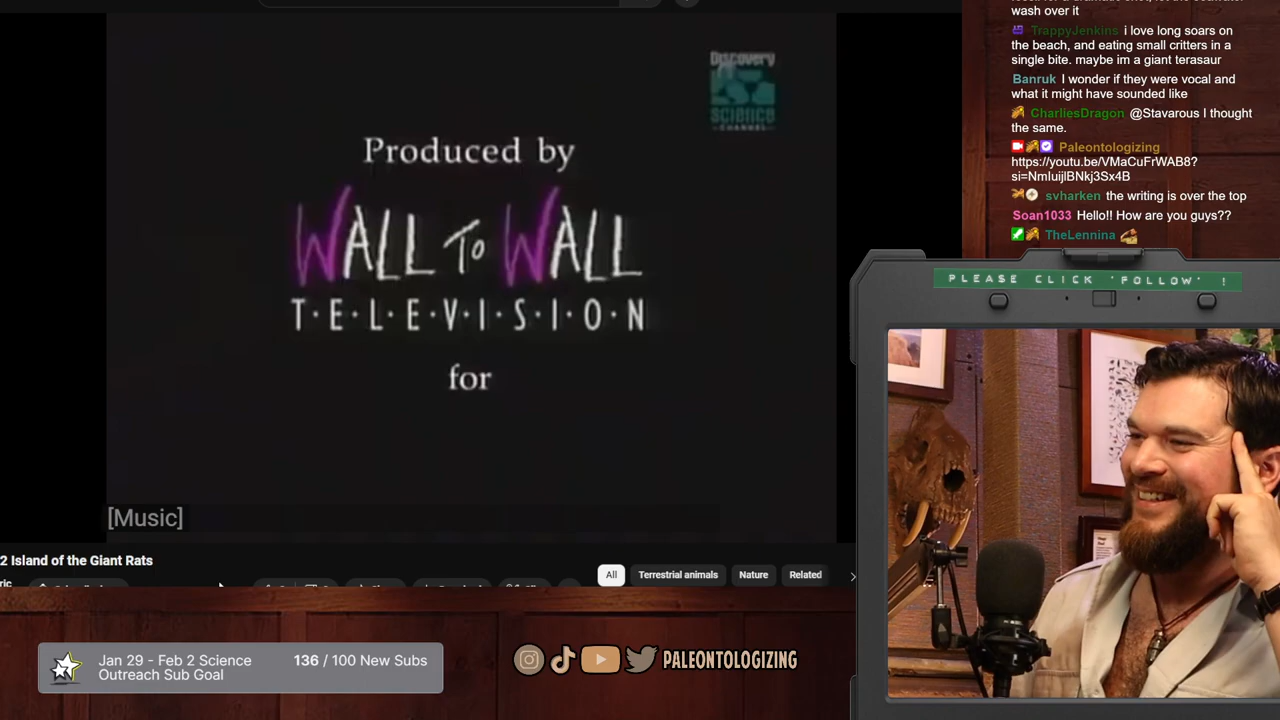 Discovery
SCIENCE
CHANNEL
Produced by
WALL To WALL
T·E·L·E·V·I·S·I·O·N
for
[Music]
2 Island of the Giant Rats
All
Terrestrial animals
Nature
Related
wash over it
TrappyJenkins i love long soars on
the beach, and eating small critters in a
single bite. maybe im a giant terasaur
Banruk I wonder if they were vocal and
what it might have sounded like
CharliesDragon @Stavarous I thought
the same.
Paleontologizing
https://youtu.be/VMaCuFrWAB8?
si=NmIuijlBNkj3Sx4B
svharken the writing is over the top
Soan1033 Hello!! How are you guys??
TheLennina
PLEASE CLICK 'FOLLOW' !
Jan 29 - Feb 2 Science
Outreach Sub Goal
136 / 100 New Subs
PALEONTOLOGIZING